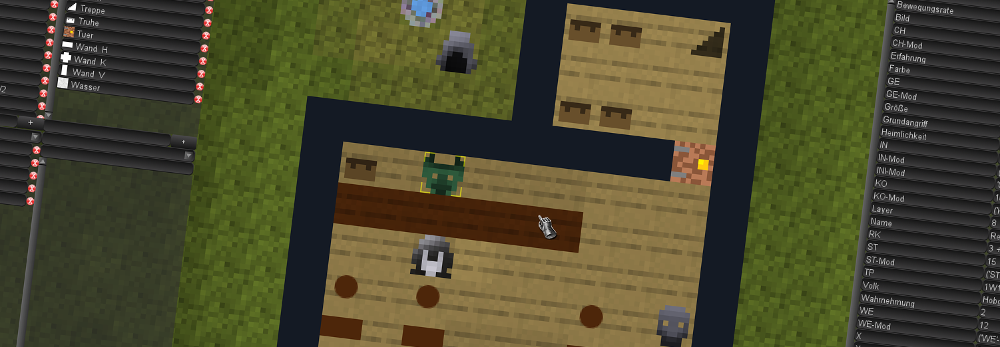 Treppe
Truhe
Tuer
Wand H
Wand K
Wand V
Wasser
/2
+
+
Bewegungsrate
Bild
CH
CH-Mod
Erfahrung
Farbe
GE
GE-Mod
Größe
Grundangriff
Heimlichkeit
IN
IN-Mod
INI-Mod
KO
KO-Mod
Layer
Name 8
RK Re
ST 3 +
ST-Mod 15
TP ('ST
Volk 1W1
Wahrnehmung Hobg
WE 2
WE-Mod 12
X ('WE'-